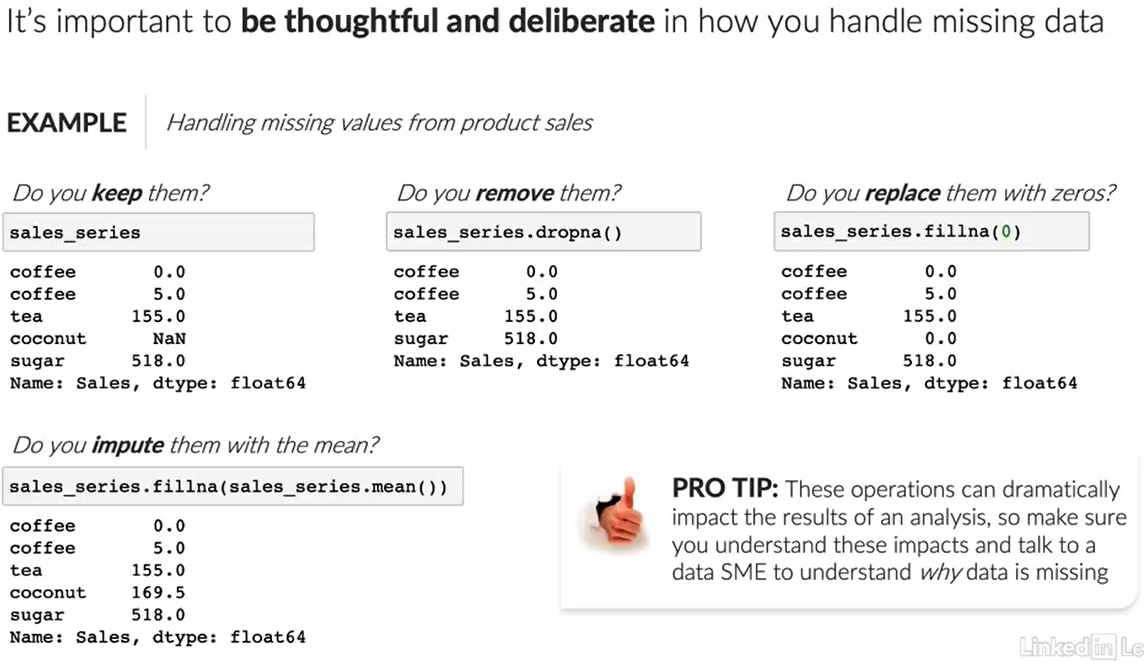 It's important to be thoughtful and deliberate in how you handle missing data
EXAMPLE
Handling missing values from product sales
Do you keep them?
sales_series
coffee 0.0
coffee 5.0
tea 155.0
coconut NaN
sugar 518.0
Name: Sales, dtype: float64
Do you remove them?
sales_series.dropna()
coffee 0.0
coffee 5.0
tea 155.0
sugar 518.0
Name: Sales, dtype: float64
Do you replace them with zeros?
sales_series.fillna(0)
coffee 0.0
coffee 5.0
tea 155.0
coconut 0.0
sugar 518.0
Name: Sales, dtype: float64
Do you impute them with the mean?
sales_series.fillna(sales_series.mean())
coffee 0.0
coffee 5.0
tea 155.0
coconut 169.5
sugar 518.0
Name: Sales, dtype: float64
PRO TIP: These operations can dramatically
impact the results of an analysis, so make sure
you understand these impacts and talk to a
data SME to understand why data is missing
Linked in Le